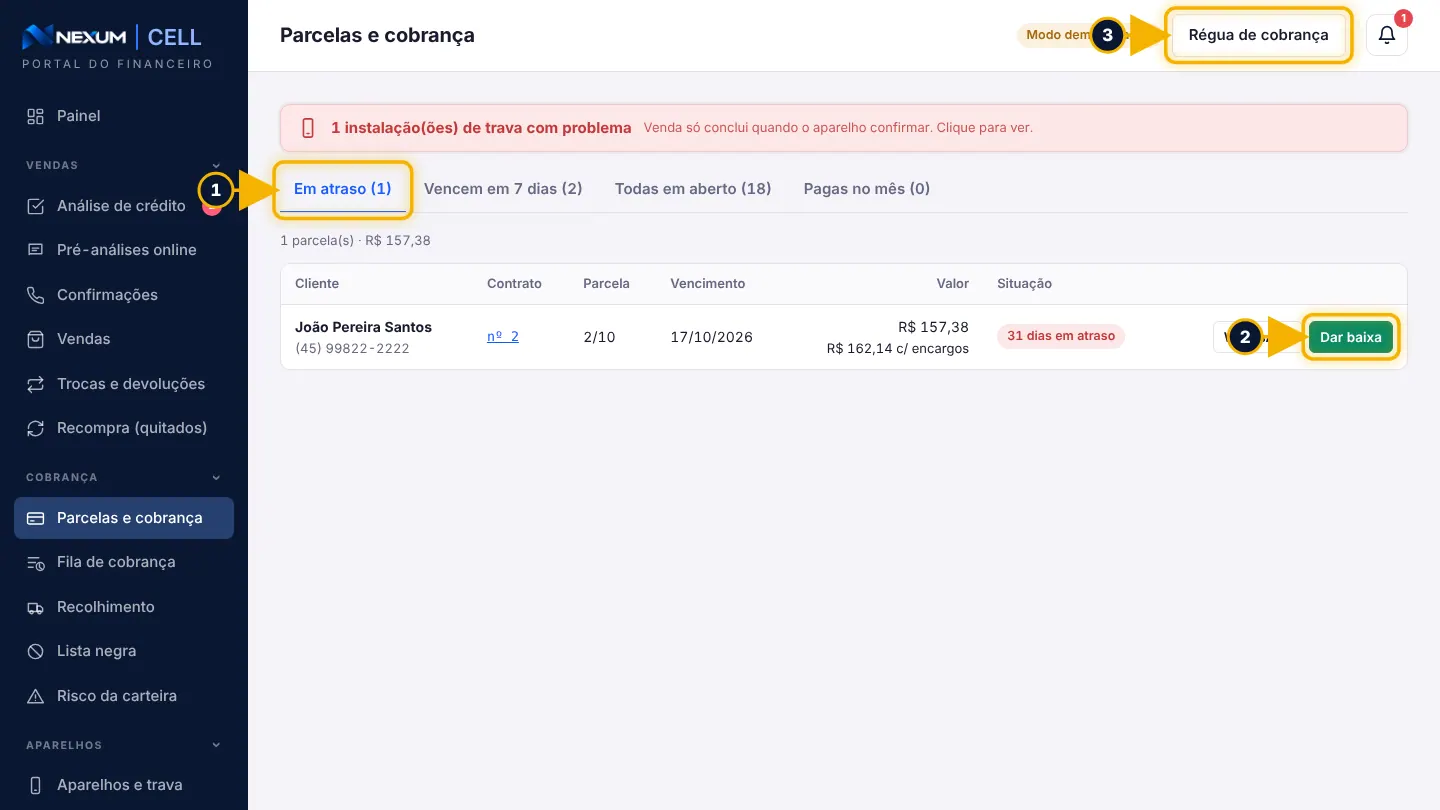 NEXUM | CELL
PORTAL DO FINANCEIRO
Painel
VENDAS
Análise de crédito
Pré-análises online
Confirmações
Vendas
Trocas e devoluções
Recompra (quitados)
COBRANÇA
Parcelas e cobrança
Fila de cobrança
Recolhimento
Lista negra
Risco da carteira
APARELHOS
Aparelhos e trava
Parcelas e cobrança
Modo dem
3
Régua de cobrança
1
1 instalação(ões) de trava com problema Venda só conclui quando o aparelho confirmar. Clique para ver.
1
Em atraso (1) Vencem em 7 dias (2) Todas em aberto (18) Pagas no mês (0)
1 parcela(s) · R$ 157,38
Cliente Contrato Parcela Vencimento Valor Situação
João Pereira Santos
(45) 99822-2222
nº 2
2/10
17/10/2026
R$ 157,38
R$ 162,14 c/ encargos
31 dias em atraso
2
Dar baixa